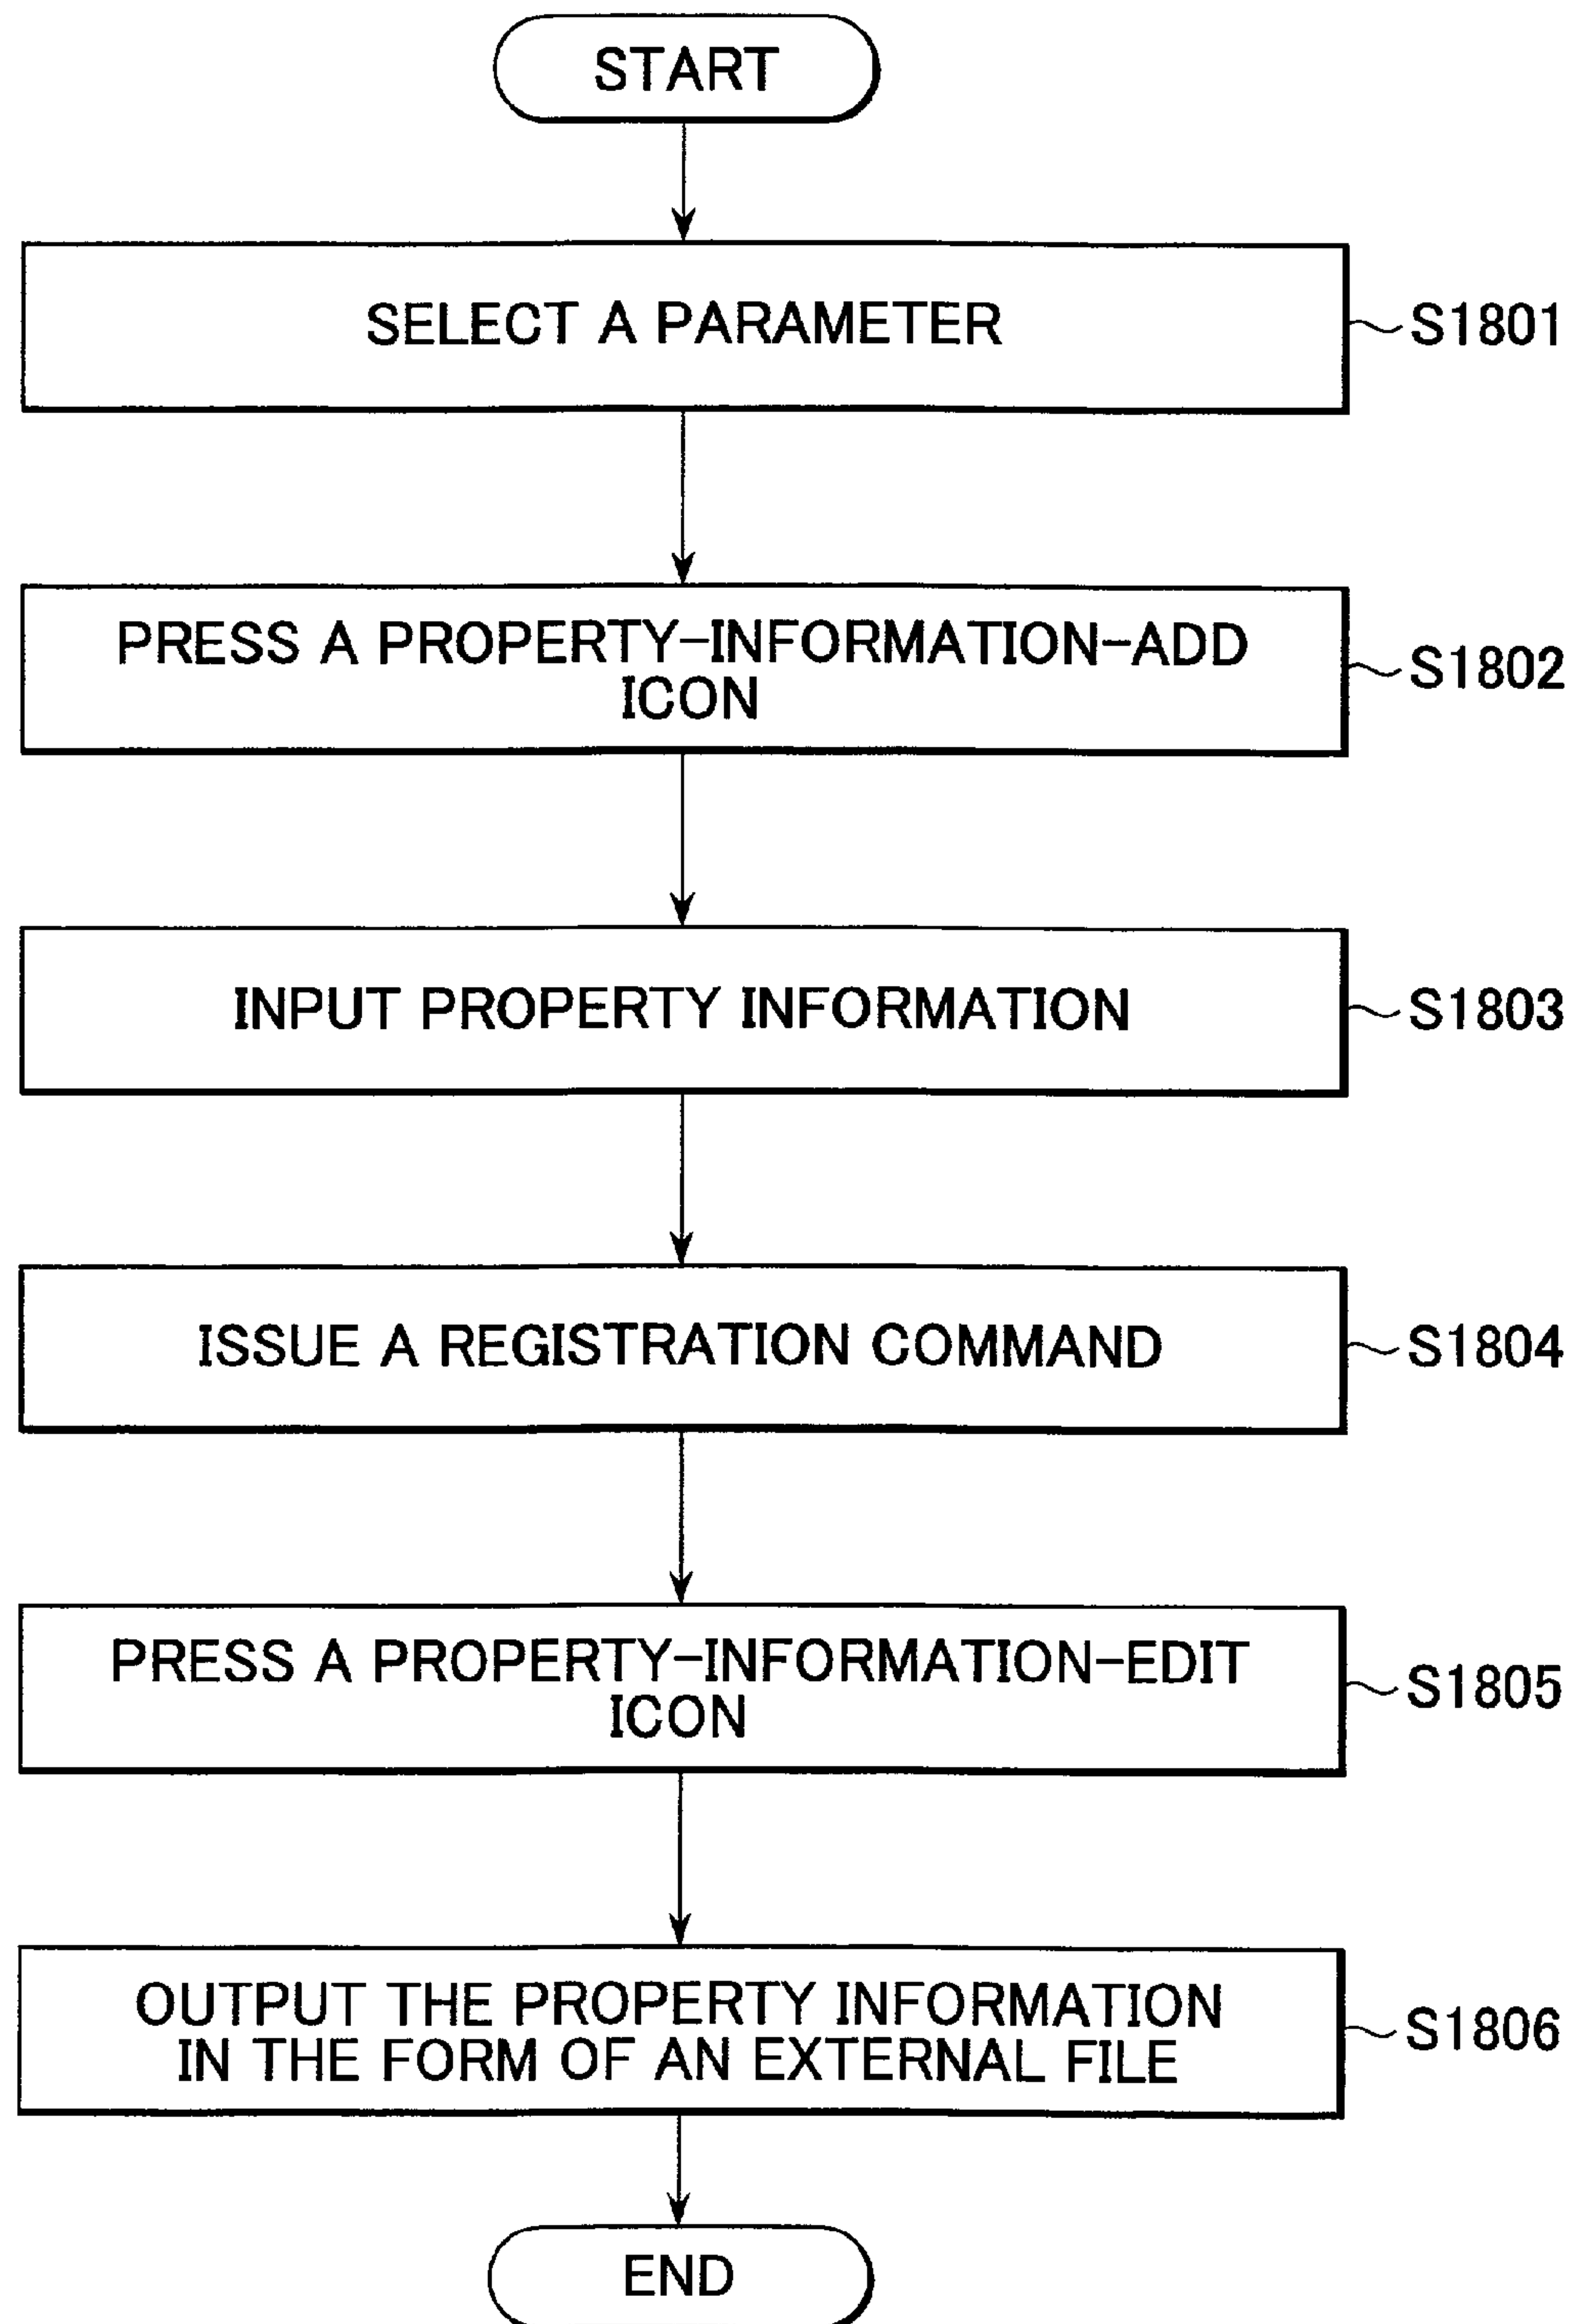 START
SELECT A PARAMETER
S1801
PRESS A PROPERTY-INFORMATION-ADD
ICON
S1802
INPUT PROPERTY INFORMATION
S1803
ISSUE A REGISTRATION COMMAND
S1804
PRESS A PROPERTY-INFORMATION-EDIT
ICON
S1805
OUTPUT THE PROPERTY INFORMATION
IN THE FORM OF AN EXTERNAL FILE
S1806
END